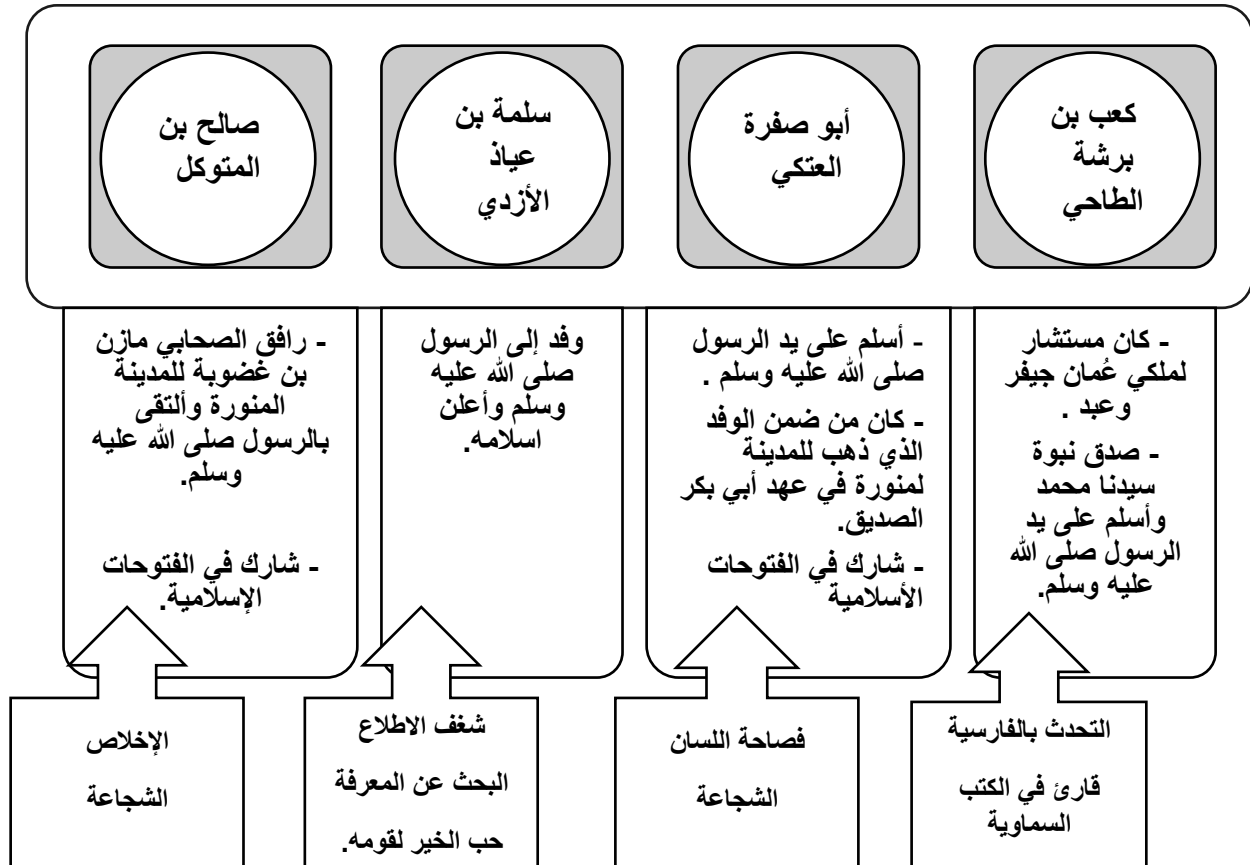 كعب بن
برشة
الطاحي
أبو صفرة
العتكي
سلمة بن
عياذ
الأزدي
صالح بن
المتوكل
- كان مستشار
لملكي عُمان جيفر
وعبد .
- صدق نبوة
سيدنا محمد
وأسلم على يد
الرسول صلى الله
عليه وسلم.
- أسلم على يد الرسول
صلى الله عليه وسلم .
- كان من ضمن الوفد
الذي ذهب للمدينة
لمنورة في عهد أبي بكر
الصديق.
- شارك في الفتوحات
الأسلامية
وفد إلى الرسول
صلى الله عليه
وسلم وأعلن
اسلامه.
- رافق الصحابي مازن
بن غضوبة للمدينة
المنورة وألتقى
بالرسول صلى الله عليه
وسلم.
- شارك في الفتوحات
الإسلامية.
التحدث بالفارسية
قارئ في الكتب
السماوية
فصاحة اللسان
الشجاعة
شغف الاطلاع
البحث عن المعرفة
حب الخير لقومه.
الإخلاص
الشجاعة